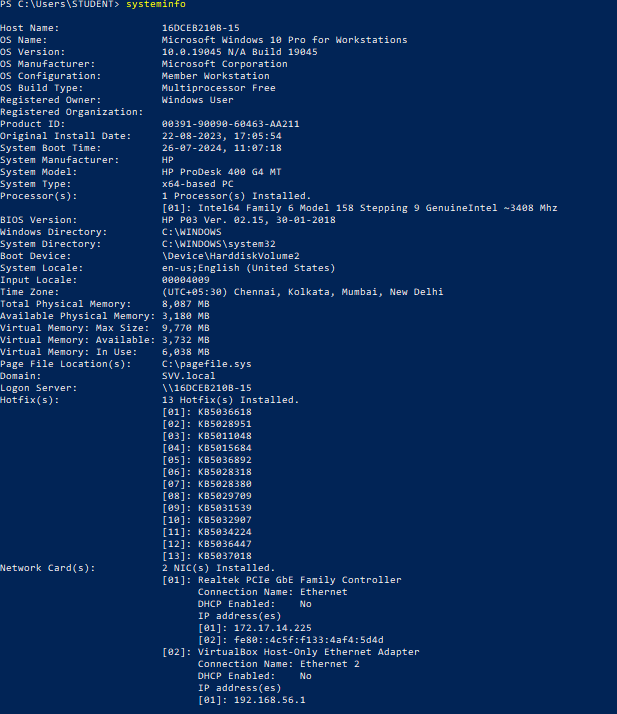 PS C:\Users\STUDENT> systeminfo
Host Name: 16DCEB210B-15
OS Name: Microsoft Windows 10 Pro for Workstations
OS Version: 10.0.19045 N/A Build 19045
OS Manufacturer: Microsoft Corporation
OS Configuration: Member Workstation
OS Build Type: Multiprocessor Free
Registered Owner: Windows User
Registered Organization:
Product ID: 00391-90090-60463-AA211
Original Install Date: 22-08-2023, 17:05:54
System Boot Time: 26-07-2024, 11:07:18
System Manufacturer: HP
System Model: HP ProDesk 400 G4 MT
System Type: x64-based PC
Processor(s): 1 Processor(s) Installed.
[01]: Intel64 Family 6 Model 158 Stepping 9 GenuineIntel ~3408 Mhz
BIOS Version: HP P03 Ver. 02.15, 30-01-2018
Windows Directory: C:\WINDOWS
System Directory: C:\WINDOWS\system32
Boot Device: \Device\HarddiskVolume2
System Locale: en-us;English (United States)
Input Locale: 00004009
Time Zone: (UTC+05:30) Chennai, Kolkata, Mumbai, New Delhi
Total Physical Memory: 8,087 MB
Available Physical Memory: 3,180 MB
Virtual Memory: Max Size: 9,770 MB
Virtual Memory: Available: 3,732 MB
Virtual Memory: In Use: 6,038 MB
Page File Location(s): C:\pagefile.sys
Domain: SVV.local
Logon Server: \\16DCEB210B-15
Hotfix(s): 13 Hotfix(s) Installed.
[01]: KB5036618
[02]: KB5028951
[03]: KB5011048
[04]: KB5015684
[05]: KB5036892
[06]: KB5028318
[07]: KB5028380
[08]: KB5029709
[09]: KB5031539
[10]: KB5032907
[11]: KB5034224
[12]: KB5036447
[13]: KB5037018
Network Card(s): 2 NIC(s) Installed.
[01]: Realtek PCIe GbE Family Controller
Connection Name: Ethernet
DHCP Enabled: No
IP address(es)
[01]: 172.17.14.225
[02]: fe80::4c5f:f133:4af4:5d4d
[02]: VirtualBox Host-Only Ethernet Adapter
Connection Name: Ethernet 2
DHCP Enabled: No
IP address(es)
[01]: 192.168.56.1